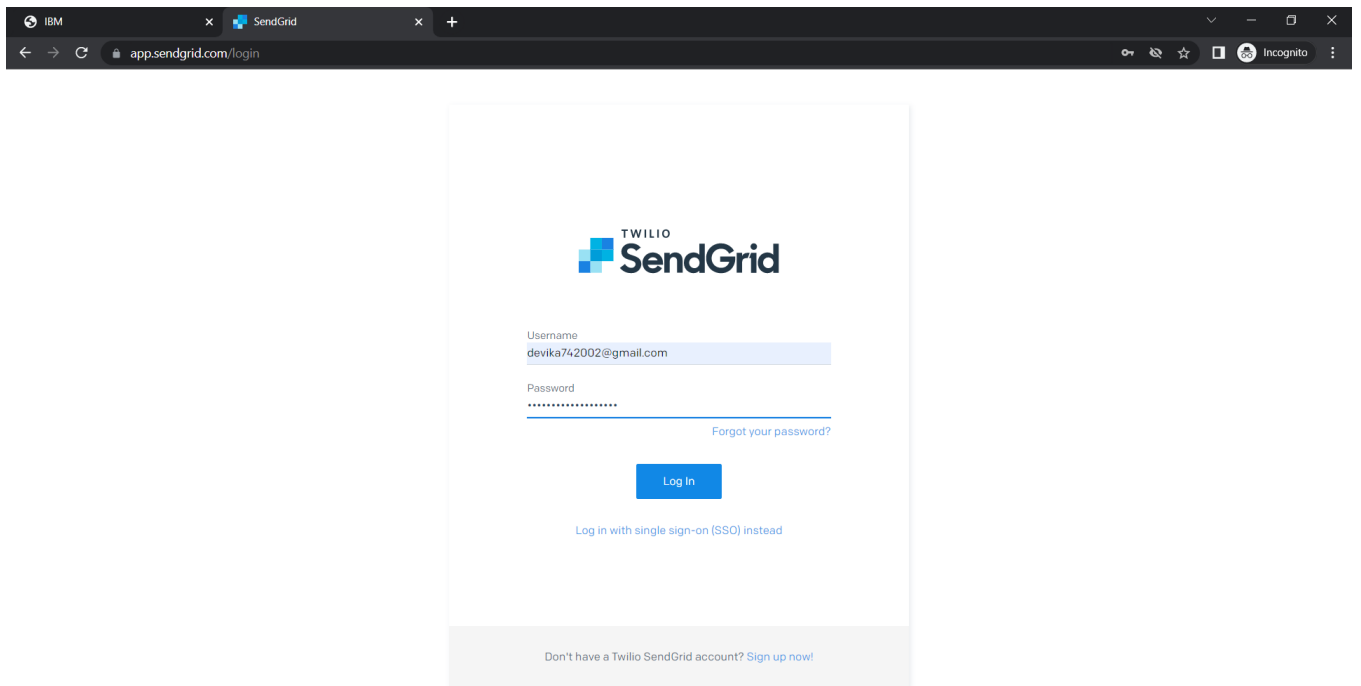 IBM
SendGrid
app.sendgrid.com/login
Incognito
TWILIO
SendGrid
Username
devika742002@gmail.com
Password
•••••••••••••••••••
Forgot your password?
Log In
Log in with single sign-on (SSO) instead
Don't have a Twilio SendGrid account? Sign up now!